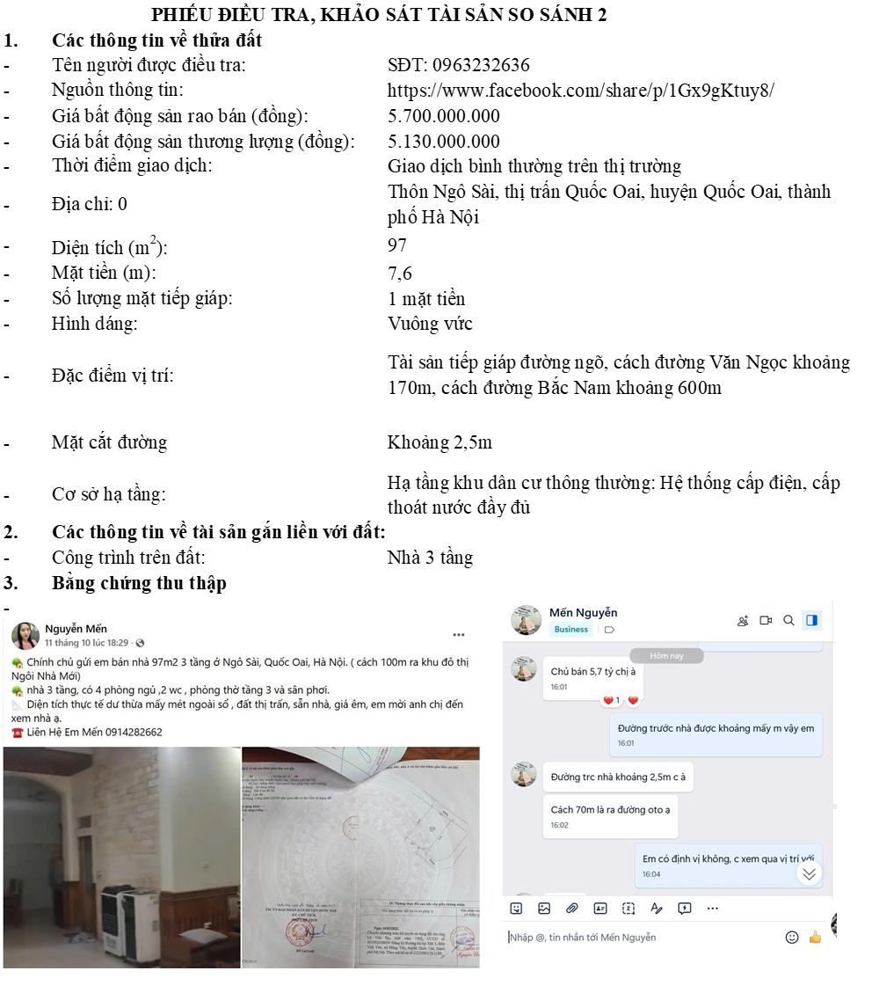 PHIẾU ĐIỀU TRA, KHẢO SÁT TÀI SẢN SO SÁNH 2
1. Các thông tin về thửa đất
- Tên người được điều tra: SĐT: 0963232636
- Nguồn thông tin: https://www.facebook.com/share/p/1Gx9gKtuy8/
- Giá bất động sản rao bán (đồng): 5.700.000.000
- Giá bất động sản thương lượng (đồng): 5.130.000.000
- Thời điểm giao dịch: Giao dịch bình thường trên thị trường
- Địa chỉ: 0 Thôn Ngô Sài, thị trấn Quốc Oai, huyện Quốc Oai, thành
phố Hà Nội
- Diện tích (m2): 97
- Mặt tiền (m): 7,6
- Số lượng mặt tiếp giáp: 1 mặt tiền
- Hình dáng: Vuông vức
- Đặc điểm vị trí: Tài sản tiếp giáp đường ngõ, cách đường Văn Ngọc khoảng
170m, cách đường Bắc Nam khoảng 600m
- Mặt cắt đường Khoảng 2,5m
- Cơ sở hạ tầng: Hạ tầng khu dân cư thông thường: Hệ thống cấp điện, cấp
thoát nước đầy đủ
2. Các thông tin về tài sản gắn liền với đất:
- Công trình trên đất: Nhà 3 tầng
3. Bằng chứng thu thập
-
Nguyễn Mến
11 tháng 10 lúc 18:29
Chính chủ gửi em bán nhà 97m2 3 tầng ở Ngô Sài, Quốc Oai, Hà Nội. ( cách 100m ra khu đô thị
Ngôi Nhà Mới)
nhà 3 tầng, có 4 phòng ngủ ,2 wc , phòng thờ tầng 3 và sân phơi.
Diện tích thực tế dư thừa mấy mét ngoài sổ , đất thị trấn, sẵn nhà, giá êm, em mời anh chị đến
xem nhà ạ.
Liên Hệ Em Mến 0914282662
Mến Nguyễn
Business
Hôm nay
Chủ bán 5,7 tỷ chị à
16:01
1
Đường trước nhà được khoảng mấy m vậy em
16:01
Đường trc nhà khoảng 2,5m c à
Cách 70m là ra đường oto ạ
16:02
Em có định vị không, c xem qua vị trí với
16:04
Nhập @, tin nhắn tới Mến Nguyễn